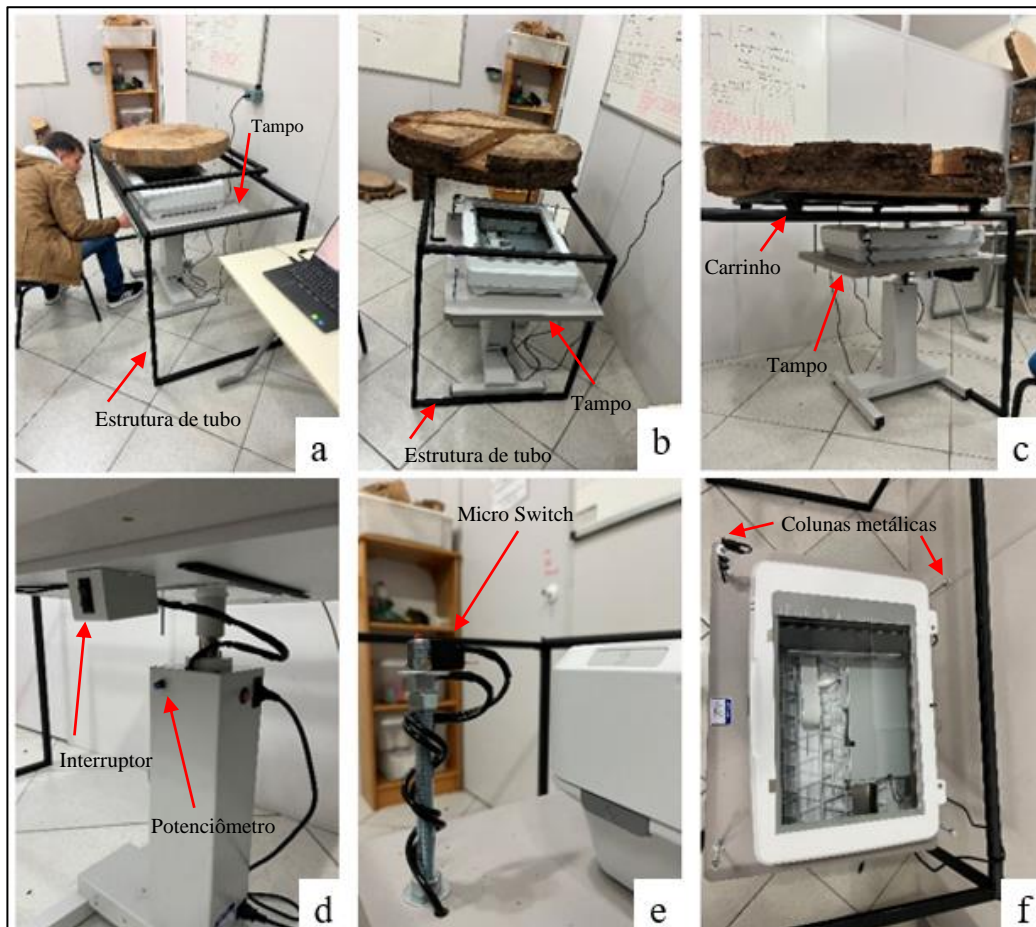 Tampo
Estrutura de tubo
a
Tampo
Estrutura de tubo
b
Carrinho
Tampo
c
Interruptor
Potenciômetro
d
Micro Switch
e
Colunas metálicas
f